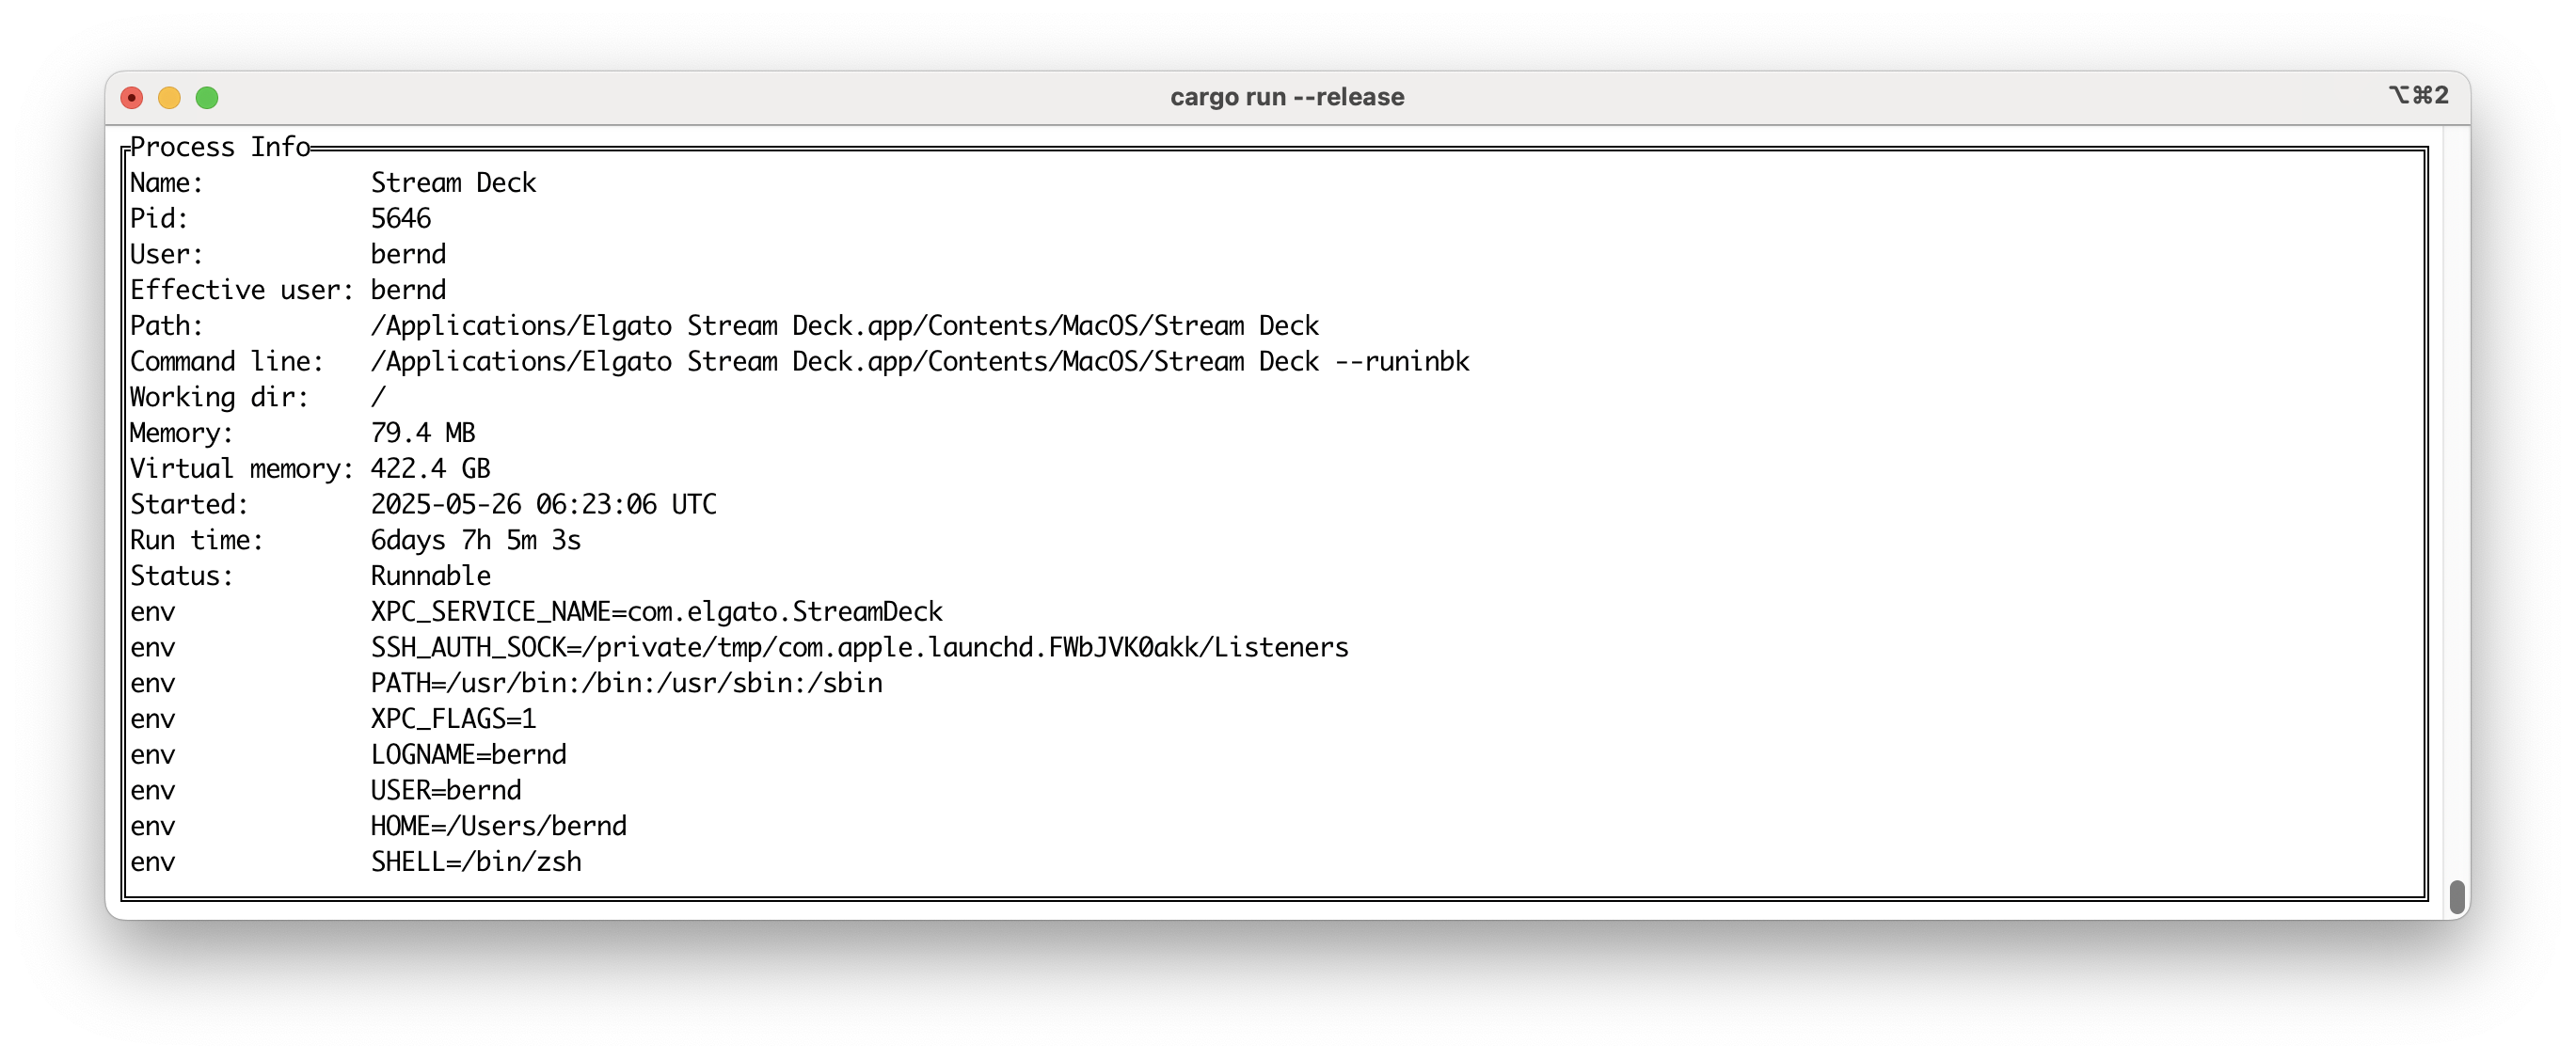 cargo run --release
⌥⌘2
Process Info
Name: Stream Deck
Pid: 5646
User: bernd
Effective user: bernd
Path: /Applications/Elgato Stream Deck.app/Contents/MacOS/Stream Deck
Command line: /Applications/Elgato Stream Deck.app/Contents/MacOS/Stream Deck --runinbk
Working dir: /
Memory: 79.4 MB
Virtual memory: 422.4 GB
Started: 2025-05-26 06:23:06 UTC
Run time: 6days 7h 5m 3s
Status: Runnable
env XPC_SERVICE_NAME=com.elgato.StreamDeck
env SSH_AUTH_SOCK=/private/tmp/com.apple.launchd.FWbJVK0akk/Listeners
env PATH=/usr/bin:/bin:/usr/sbin:/sbin
env XPC_FLAGS=1
env LOGNAME=bernd
env USER=bernd
env HOME=/Users/bernd
env SHELL=/bin/zsh